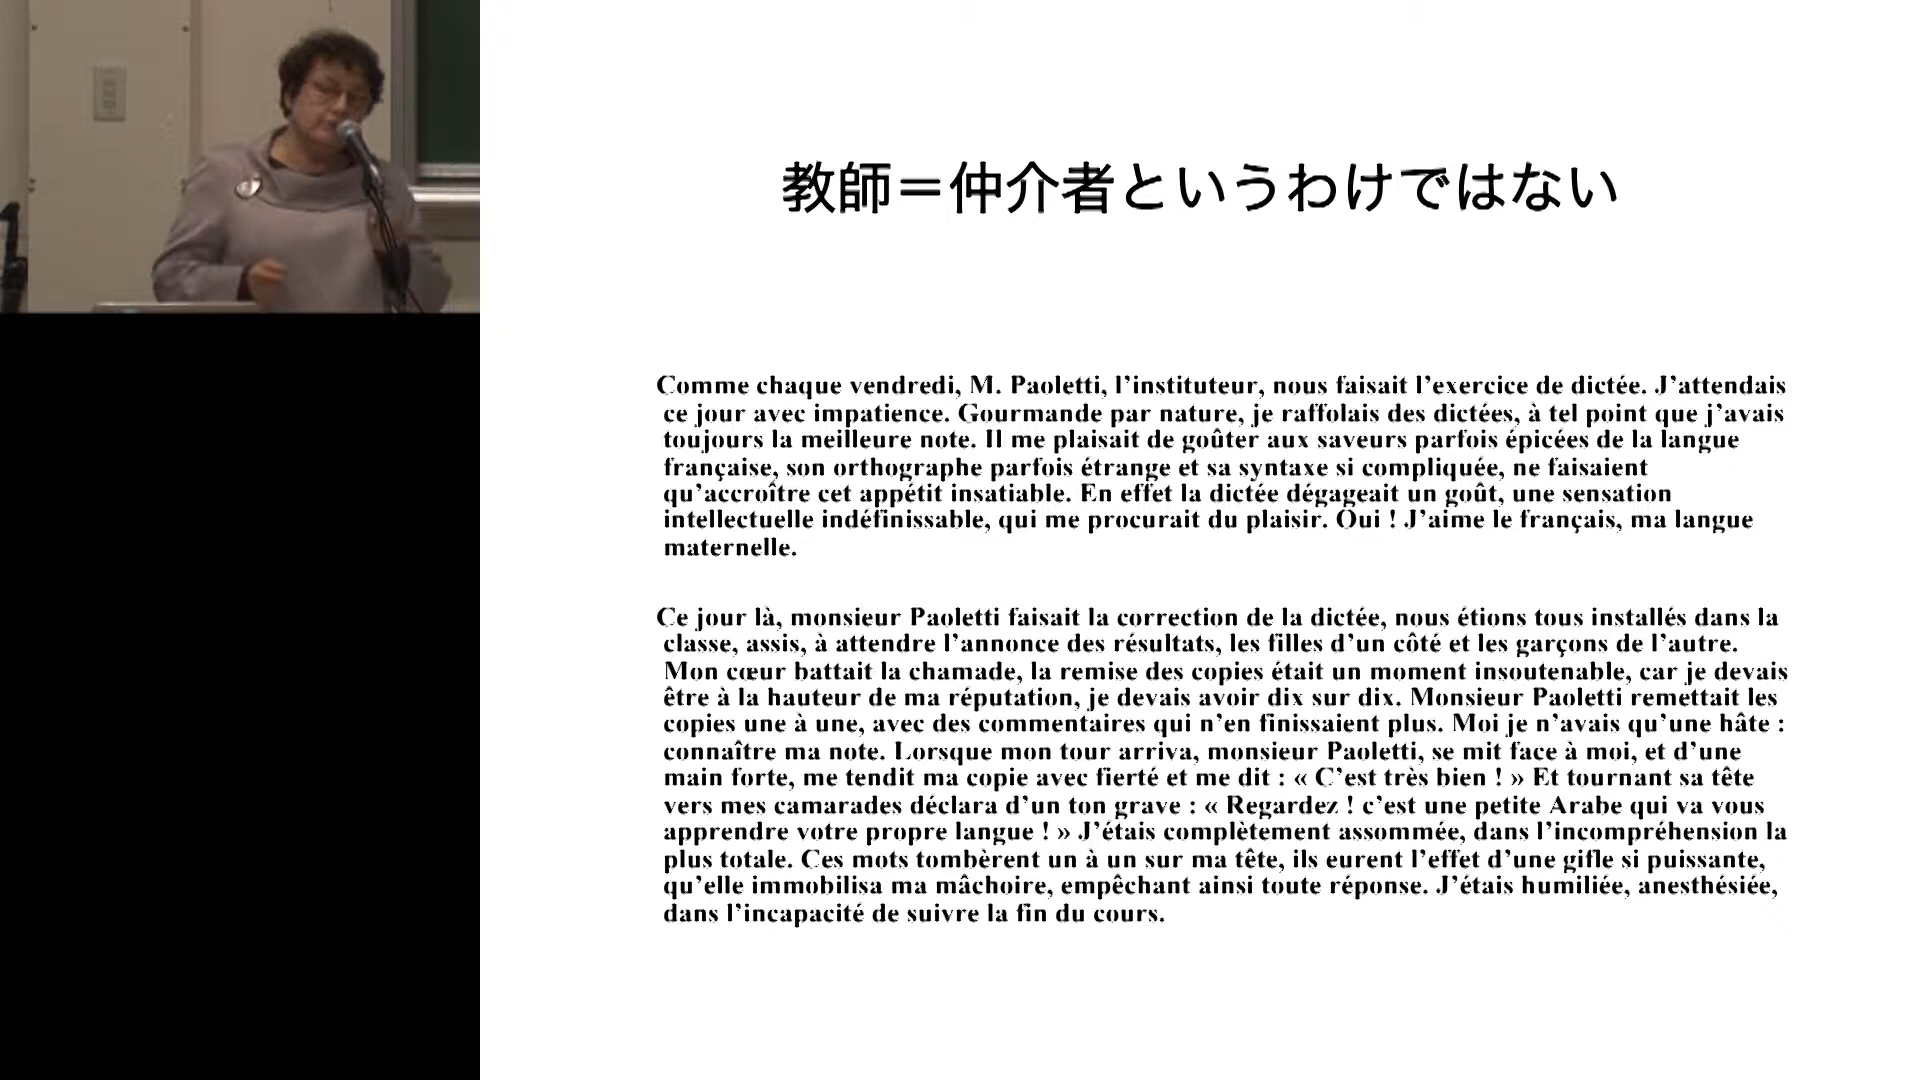 教師＝仲介者というわけではない
Comme chaque vendredi, M. Paoletti, l’instituteur, nous faisait l’exercice de dictée. J’attendais
ce jour avec impatience. Gourmande par nature, je raffolais des dictées, à tel point que j’avais
toujours la meilleure note. Il me plaisait de goûter aux saveurs parfois épicées de la langue
française, son orthographe parfois étrange et sa syntaxe si compliquée, ne faisaient
qu’accroître cet appétit insatiable. En effet la dictée dégageait un goût, une sensation
intellectuelle indéfinissable, qui me procurait du plaisir. Oui ! J’aime le français, ma langue
maternelle.
Ce jour là, monsieur Paoletti faisait la correction de la dictée, nous étions tous installés dans la
classe, assis, à attendre l’annonce des résultats, les filles d’un côté et les garçons de l’autre.
Mon cœur battait la chamade, la remise des copies était un moment insoutenable, car je devais
être à la hauteur de ma réputation, je devais avoir dix sur dix. Monsieur Paoletti remettait les
copies une à une, avec des commentaires qui n’en finissaient plus. Moi je n’avais qu’une hâte :
connaître ma note. Lorsque mon tour arriva, monsieur Paoletti, se mit face à moi, et d’une
main forte, me tendit ma copie avec fierté et me dit : « C’est très bien ! » Et tournant sa tête
vers mes camarades déclara d’un ton grave : « Regardez ! c’est une petite Arabe qui va vous
apprendre votre propre langue ! » J’étais complètement assommée, dans l’incompréhension la
plus totale. Ces mots tombèrent un à un sur ma tête, ils eurent l’effet d’une gifle si puissante,
qu’elle immobilisa ma mâchoire, empêchant ainsi toute réponse. J’étais humiliée, anesthésiée,
dans l’incapacité de suivre la fin du cours.